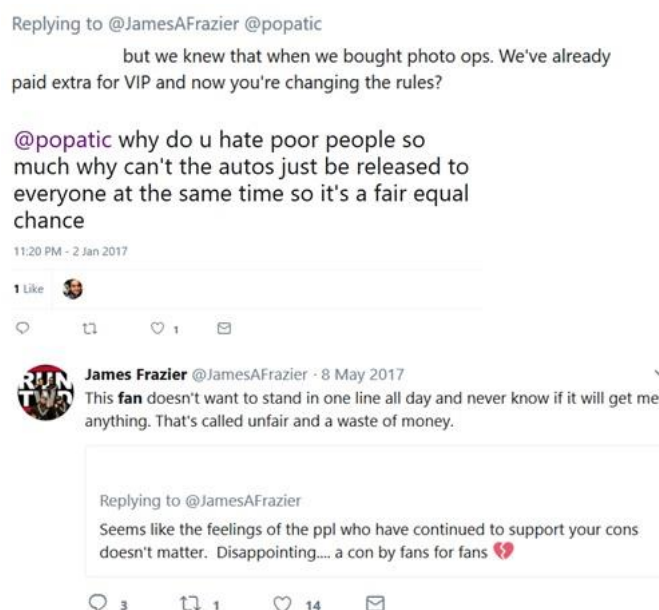 Replying to @JamesAFrazier @popatic
but we knew that when we bought photo ops. We've already
paid extra for VIP and now you're changing the rules?
@popatic why do u hate poor people so
much why can't the autos just be released to
everyone at the same time so it's a fair equal
chance
11:20 PM - 2 Jan 2017
1 Like
1
RUN
TWD
James Frazier @JamesAFrazier · 8 May 2017
This fan doesn't want to stand in one line all day and never know if it will get me
anything. That's called unfair and a waste of money.
Replying to @JamesAFrazier
Seems like the feelings of the ppl who have continued to support your cons
doesn't matter. Disappointing.... a con by fans for fans 💔
3 1 14